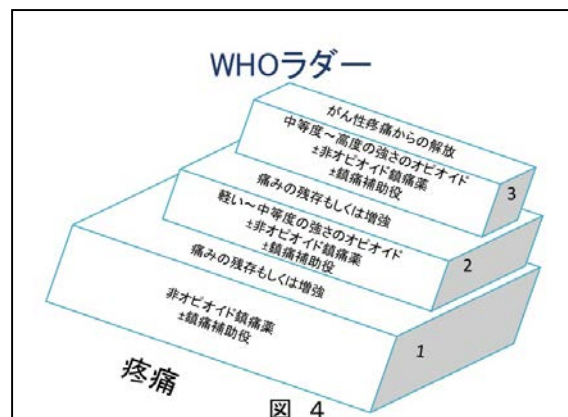 WHOラダー
がん性疼痛からの解放
中等度～高度の強さのオピオイド
±非オピオイド鎮痛薬
±鎮痛補助役
3
痛みの残存もしくは増強
軽い～中等度の強さのオピオイド
±非オピオイド鎮痛薬
±鎮痛補助役
2
痛みの残存もしくは増強
非オピオイド鎮痛薬
±鎮痛補助役
1
疼痛
図 4